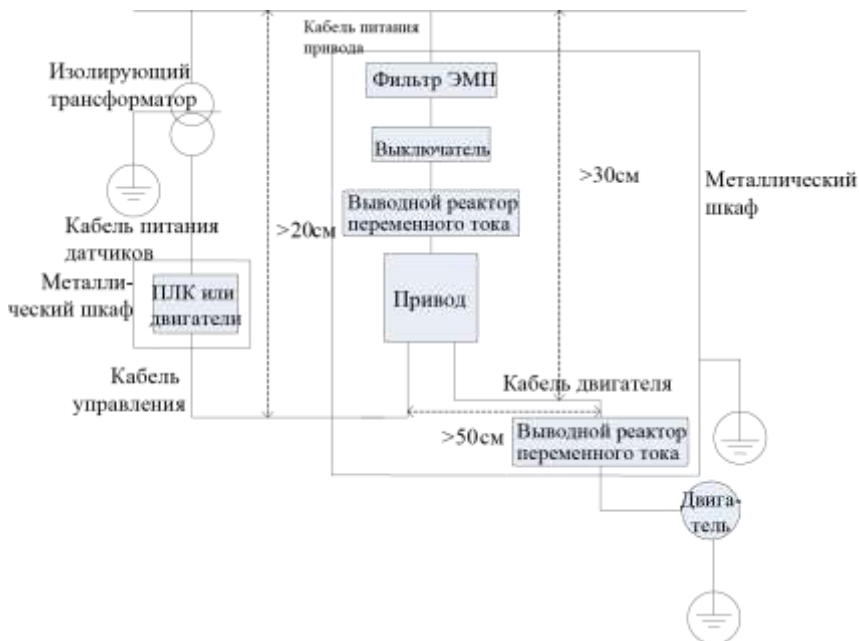 Кабель питания
привода
Изолирующий
трансформатор
Фильтр ЭМП
Выключатель
>30см
Металлический
шкаф
Выводной реактор
переменного тока
Кабель питания
датчиков
>20см
Металли-
ческий шкаф
ПЛК или
двигатели
Привод
Кабель
управления
Кабель двигателя
>50см
Выводной реактор
переменного тока
Двига-
тель